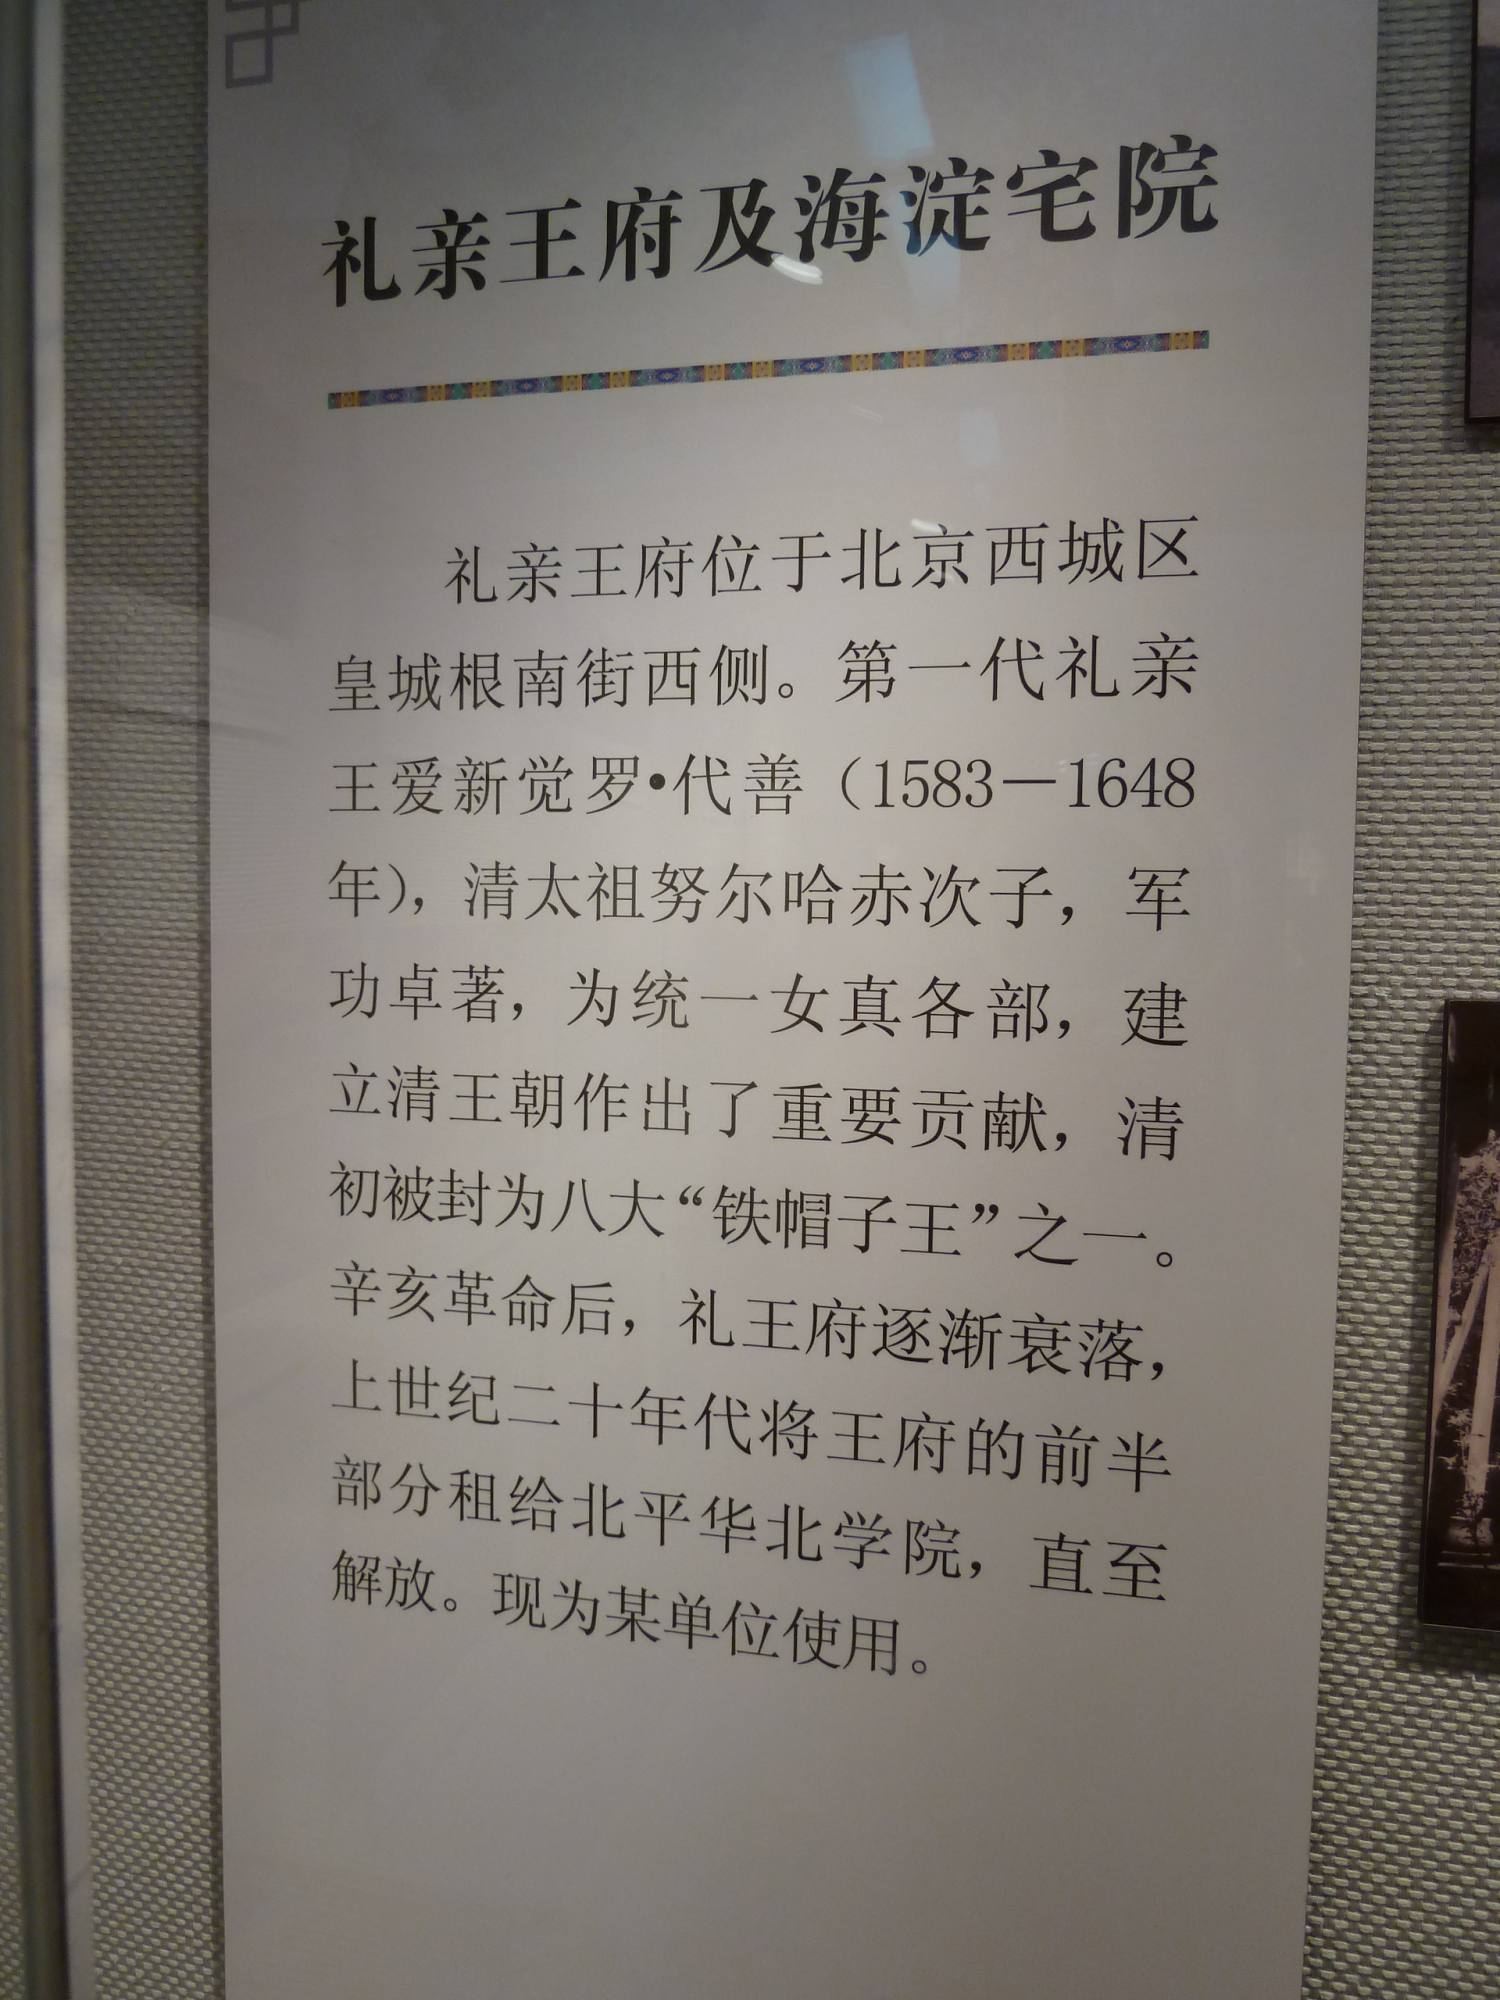 礼亲王府及海淀宅院
礼亲王府位于北京西城区
皇城根南街西侧。第一代礼亲
王爱新觉罗•代善（1583－1648
年），清太祖努尔哈赤次子，军
功卓著，为统一女真各部，建
立清王朝作出了重要贡献，清
初被封为八大“铁帽子王”之一。
辛亥革命后，礼王府逐渐衰落，
上世纪二十年代将王府的前半
部分租给北平华北学院，直至
解放。现为某单位使用。